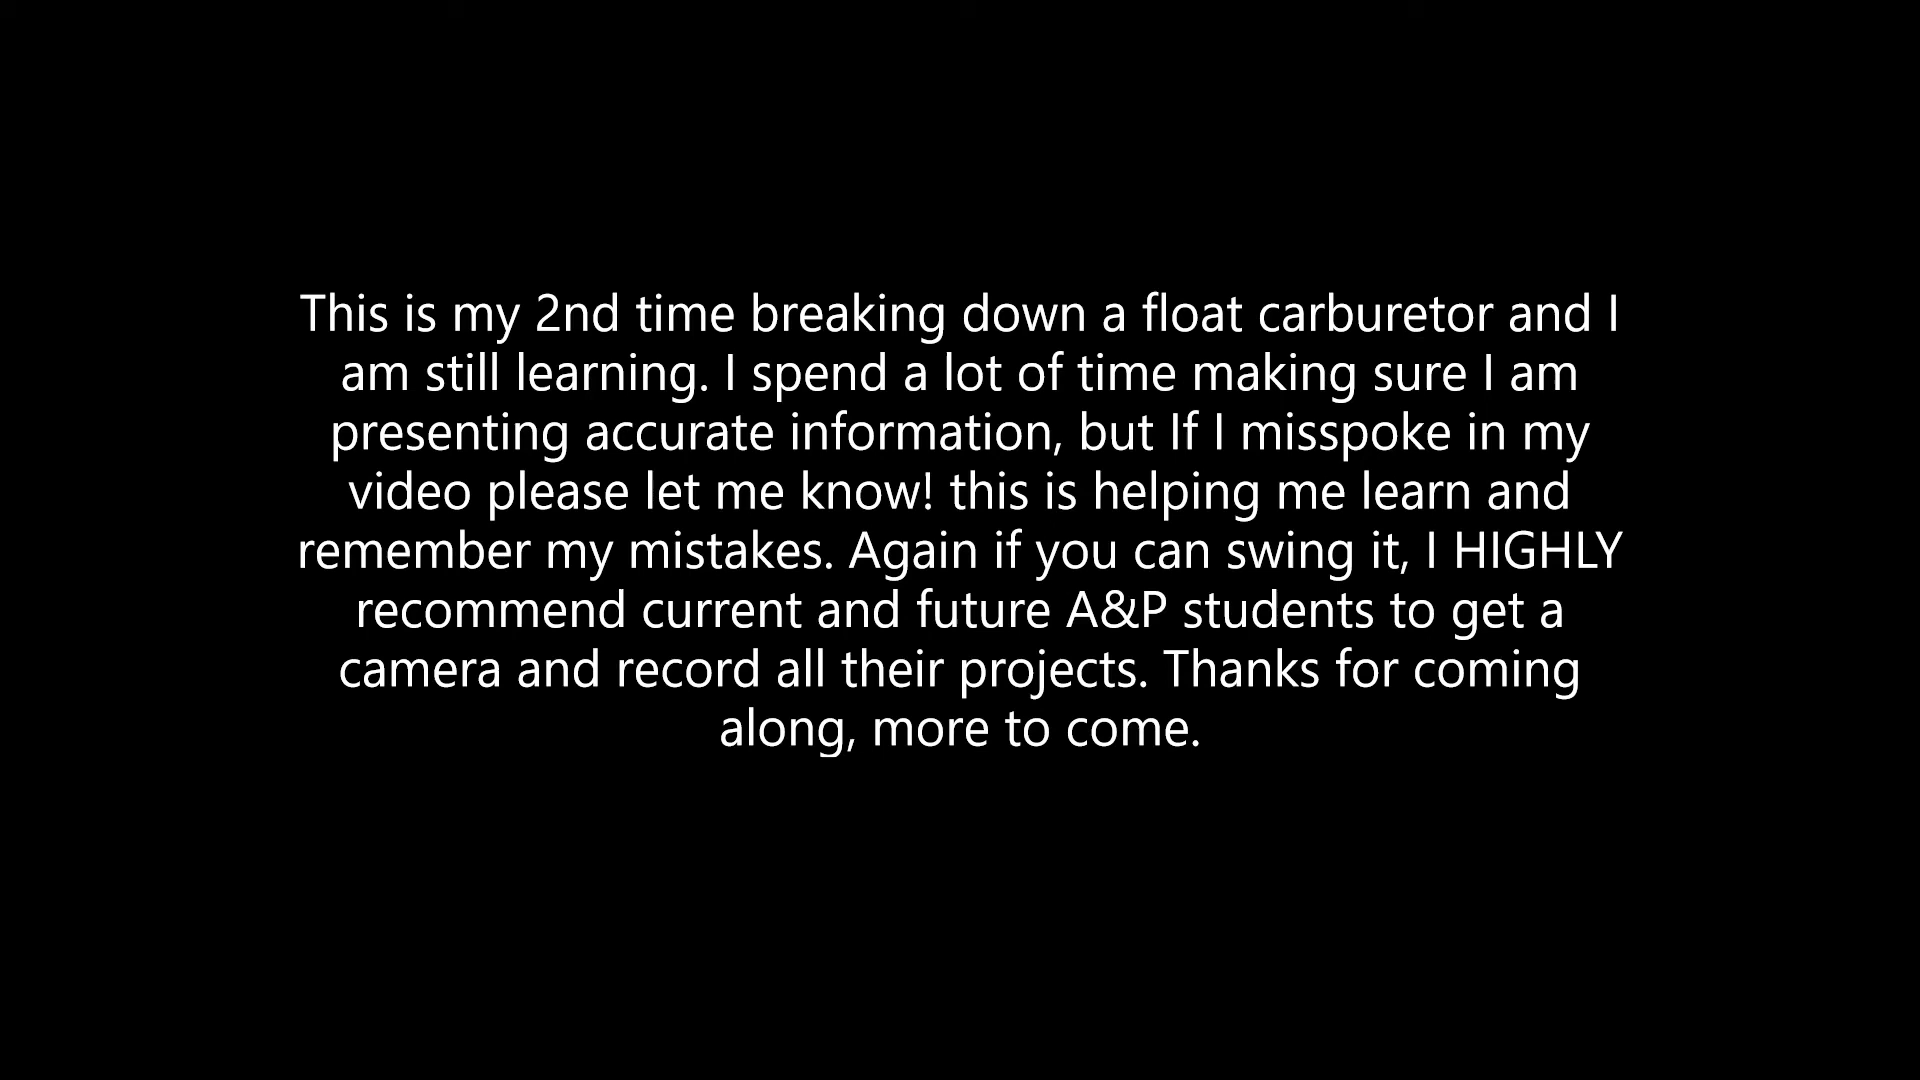 This is my 2nd time breaking down a float carburetor and I
am still learning. I spend a lot of time making sure I am
presenting accurate information, but If I misspoke in my
video please let me know! this is helping me learn and
remember my mistakes. Again if you can swing it, I HIGHLY
recommend current and future A&P students to get a
camera and record all their projects. Thanks for coming
along, more to come.